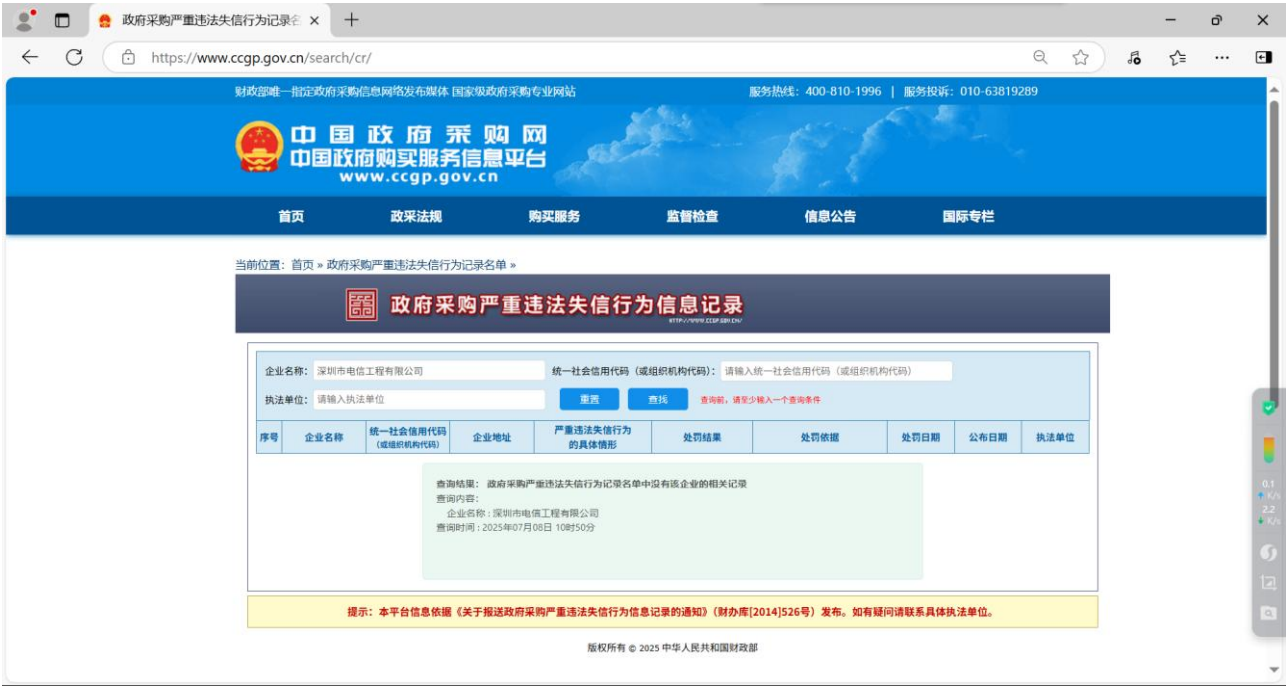 政府采购严重违法失信行为记录名
https://www.ccgp.gov.cn/search/cr/
财政部唯一指定政府采购信息网络发布媒体 国家级政府采购专业网站 服务热线：400-810-1996 | 服务投诉：010-63819289
中国政府采购网
中国政府购买服务信息平台
www.ccgp.gov.cn
首页 政采法规 购买服务 监督检查 信息公告 国际专栏
当前位置：首页 » 政府采购严重违法失信行为记录名单 »
政府采购严重违法失信行为信息记录
HTTP://WWW.CCGP.GOV.CN/
企业名称：深圳市电信工程有限公司 统一社会信用代码（或组织机构代码）：请输入统一社会信用代码（或组织机构代码）
执法单位：请输入执法单位 重置 查找 查询前，请至少输入一个查询条件
序号 企业名称 统一社会信用代码（或组织机构代码） 企业地址 严重违法失信行为的具体情形 处罚结果 处罚依据 处罚日期 公布日期 执法单位
查询结果： 政府采购严重违法失信行为记录名单中没有该企业的相关记录
查询内容：
企业名称 : 深圳市电信工程有限公司
查询时间 : 2025年07月08日 10时50分
提示：本平台信息依据《关于报送政府采购严重违法失信行为信息记录的通知》（财办库[2014]526号）发布。如有疑问请联系具体执法单位。
版权所有 © 2025 中华人民共和国财政部
0.1
K/s
2.2
K/s